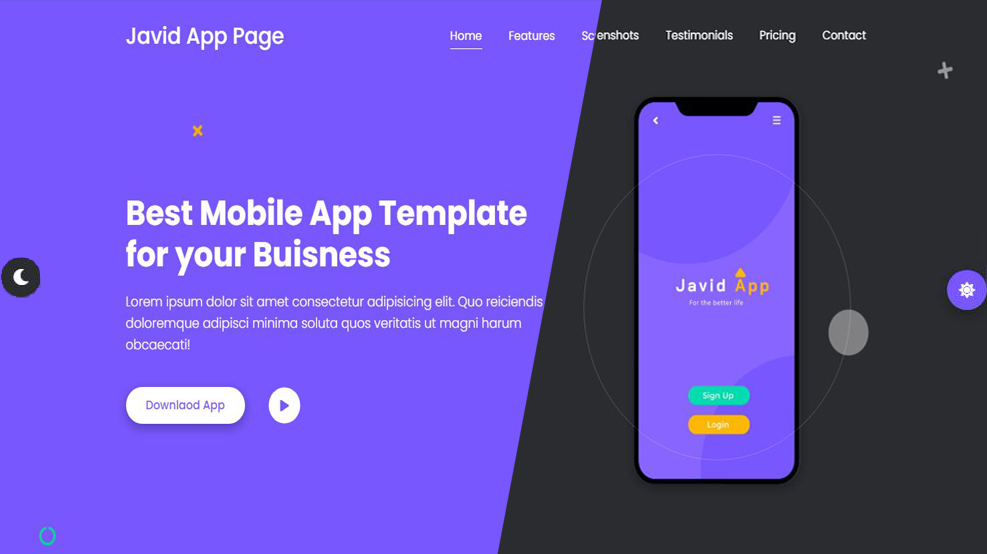 Javid App Page
Home Features Screenshots Testimonials Pricing Contact
Best Mobile App Template
for your Buisness
Lorem ipsum dolor sit amet consectetur adipisicing elit. Quo reiciendis
doloremque adipisci minima soluta quos veritatis ut magni harum
obcaecati!
Downlaod App
Javid App
For the better life
Sign Up
Login